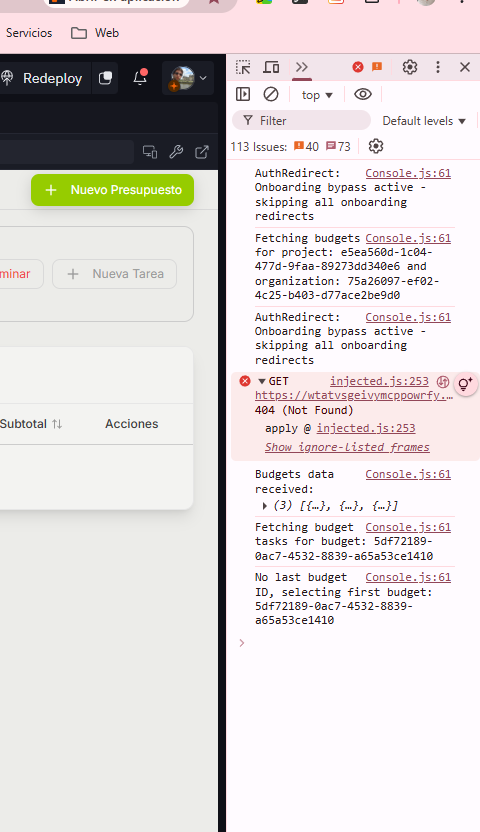 Servicios
Web
Redeploy
Nuevo Presupuesto
minar
Nueva Tarea
Subtotal
Acciones
top
Filter
Default levels
113 Issues: 40 73
AuthRedirect: Console.js:61
Onboarding bypass active -
skipping all onboarding
redirects
Fetching budgets Console.js:61
for project: e5ea560d-1c04-
477d-9faa-89273dd340e6 and
organization: 75a26097-ef02-
4c25-b403-d77ace2be9d0
AuthRedirect: Console.js:61
Onboarding bypass active -
skipping all onboarding
redirects
GET injected.js:253
https://wtatvsgeivymcppowrfy.…
404 (Not Found)
apply @ injected.js:253
Show ignore-listed frames
Budgets data Console.js:61
received:
(3) [{…}, {…}, {…}]
Fetching budget Console.js:61
tasks for budget: 5df72189-
0ac7-4532-8839-a65a53ce1410
No last budget Console.js:61
ID, selecting first budget:
5df72189-0ac7-4532-8839-
a65a53ce1410